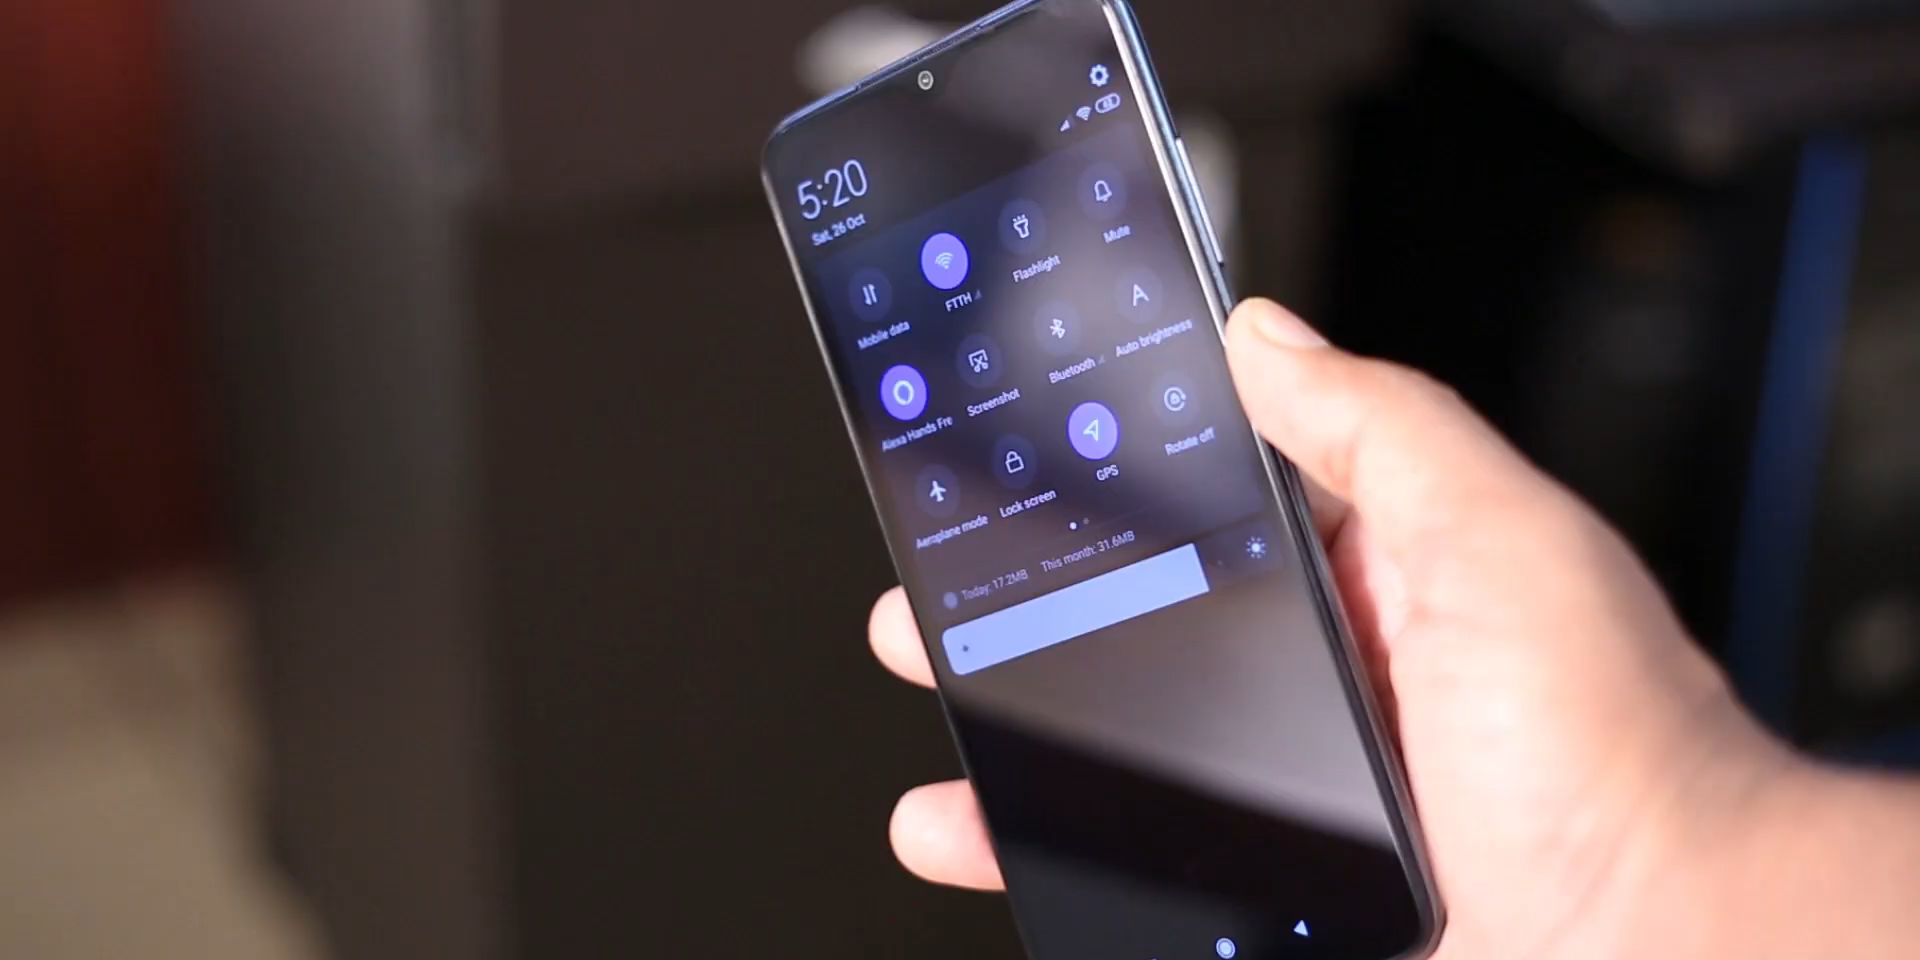 5:20
Sat, 26 Oct
Mobile data
FTTH
Flashlight
Mute
Alexa Hands Fre
Screenshot
Bluetooth
Auto brightness
Aeroplane mode
Lock screen
GPS
Rotate off
Today: 17.2MB This month: 31.6MB